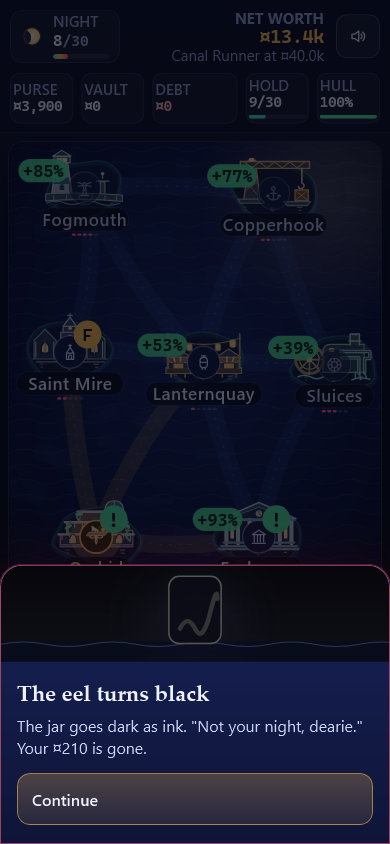 NIGHT
8/30
NET WORTH
¤13.4k
Canal Runner at ¤40.0k
PURSE
¤3,900
VAULT
¤0
DEBT
¤0
HOLD
9/30
HULL
100%
+85%
Fogmouth
+77%
Copperhook
F
Saint Mire
+53%
Lanternquay
+39%
Sluices
!
+93%
!
The eel turns black
The jar goes dark as ink. "Not your night, dearie."
Your ¤210 is gone.
Continue